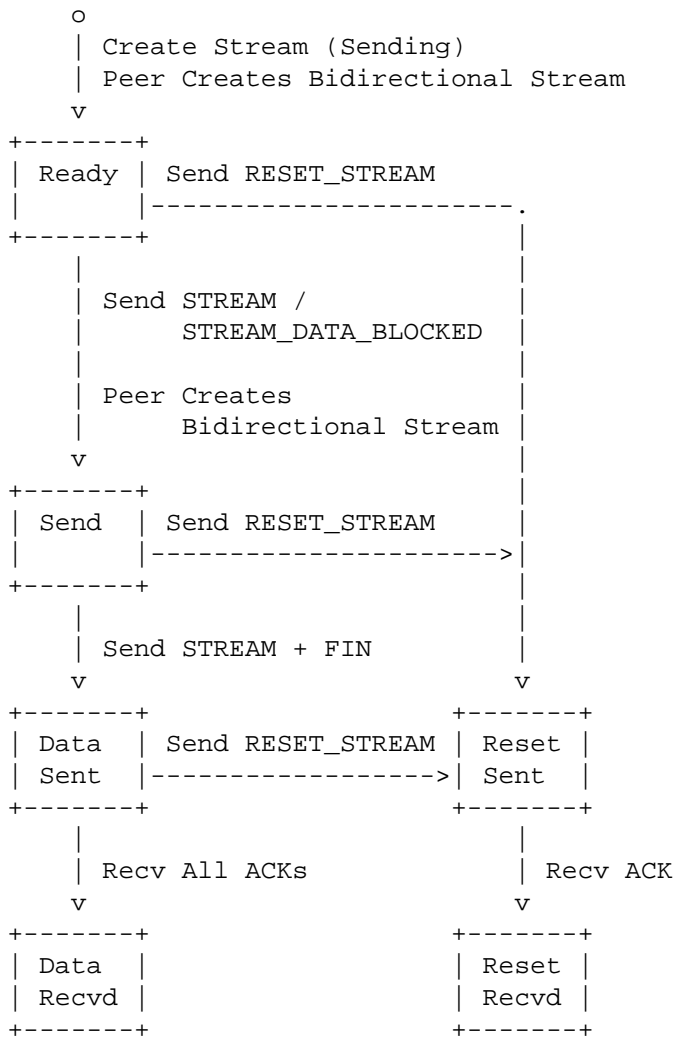 o
Create Stream (Sending)
Peer Creates Bidirectional Stream
v
Ready Send RESET_STREAM
Send STREAM /
STREAM_DATA_BLOCKED
Peer Creates
Bidirectional Stream
v
Send Send RESET_STREAM
Send STREAM + FIN
v v
Data Send RESET_STREAM Reset
Sent Sent
Recv All ACKs Recv ACK
v v
Data Reset
Recvd Recvd